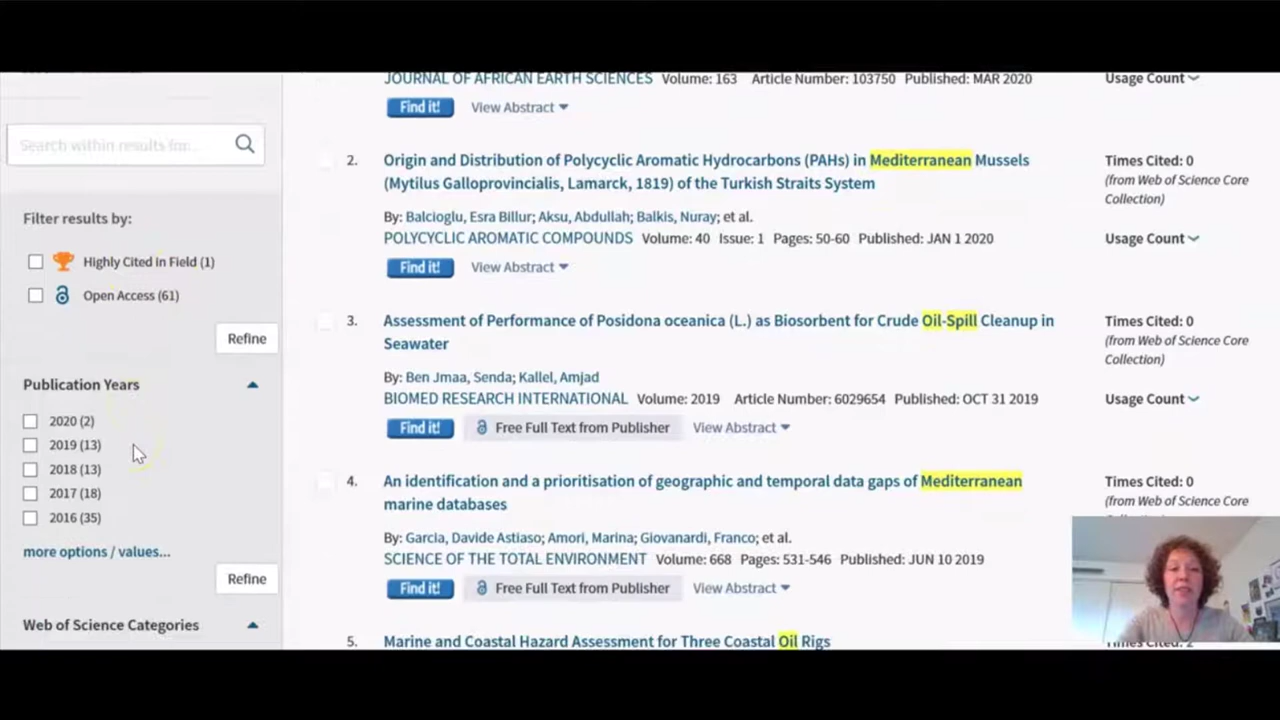 Search within results for...
Filter results by:
Highly Cited in Field (1)
Open Access (61)
Refine
Publication Years
2020 (2)
2019 (13)
2018 (13)
2017 (18)
2016 (35)
more options / values...
Refine
Web of Science Categories
JOURNAL OF AFRICAN EARTH SCIENCES Volume: 163 Article Number: 103750 Published: MAR 2020
Find it! View Abstract
Usage Count
2. Origin and Distribution of Polycyclic Aromatic Hydrocarbons (PAHs) in Mediterranean Mussels
(Mytilus Galloprovincialis, Lamarck, 1819) of the Turkish Straits System
By: Balcioglu, Esra Billur; Aksu, Abdullah; Balkis, Nuray; et al.
POLYCYCLIC AROMATIC COMPOUNDS Volume: 40 Issue: 1 Pages: 50-60 Published: JAN 1 2020
Find it! View Abstract
Times Cited: 0
(from Web of Science Core
Collection)
Usage Count
3. Assessment of Performance of Posidona oceanica (L.) as Biosorbent for Crude Oil-Spill Cleanup in
Seawater
By: Ben Jmaa, Senda; Kallel, Amjad
BIOMED RESEARCH INTERNATIONAL Volume: 2019 Article Number: 6029654 Published: OCT 31 2019
Find it! Free Full Text from Publisher View Abstract
Times Cited: 0
(from Web of Science Core
Collection)
Usage Count
4. An identification and a prioritisation of geographic and temporal data gaps of Mediterranean
marine databases
By: Garcia, Davide Astiaso; Amori, Marina; Giovanardi, Franco; et al.
SCIENCE OF THE TOTAL ENVIRONMENT Volume: 668 Pages: 531-546 Published: JUN 10 2019
Find it! Free Full Text from Publisher View Abstract
Times Cited: 0
(from Web of Science Core
5. Marine and Coastal Hazard Assessment for Three Coastal Oil Rigs
Times Cited: 2